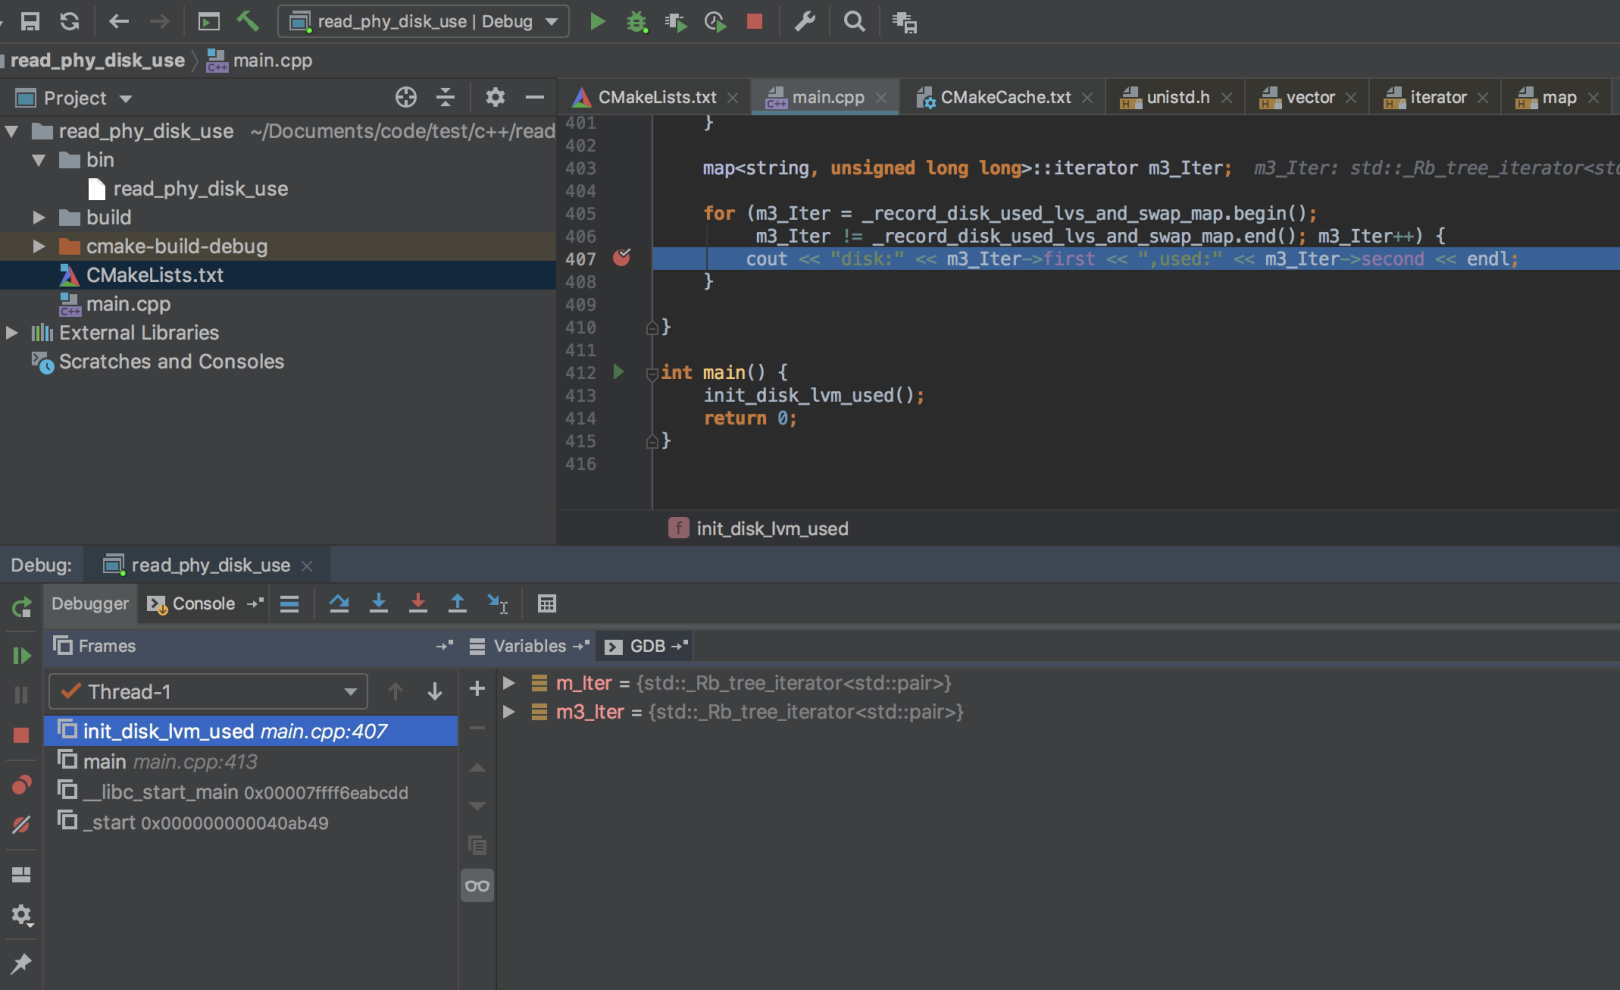 read_phy_disk_use | Debug
read_phy_disk_use
main.cpp
Project
CMakeLists.txt
main.cpp
CMakeCache.txt
unistd.h
vector
iterator
map
read_phy_disk_use ~/Documents/code/test/c++/read
bin
read_phy_disk_use
build
cmake-build-debug
CMakeLists.txt
main.cpp
External Libraries
Scratches and Consoles
401 }
402
403 map<string, unsigned long long>::iterator m3_Iter; m3_Iter: std::_Rb_tree_iterator<std
404
405 for (m3_Iter = _record_disk_used_lvs_and_swap_map.begin();
406 m3_Iter != _record_disk_used_lvs_and_swap_map.end(); m3_Iter++) {
407 cout << "disk:" << m3_Iter->first << ",used:" << m3_Iter->second << endl;
408 }
409
410 }
411
412 int main() {
413 init_disk_lvm_used();
414 return 0;
415 }
416
f init_disk_lvm_used
Debug: read_phy_disk_use
Debugger Console
Frames
Variables GDB
Thread-1
init_disk_lvm_used main.cpp:407
main main.cpp:413
__libc_start_main 0x00007ffff6eabcdd
_start 0x000000000040ab49
m_Iter = {std::_Rb_tree_iterator<std::pair>}
m3_Iter = {std::_Rb_tree_iterator<std::pair>}